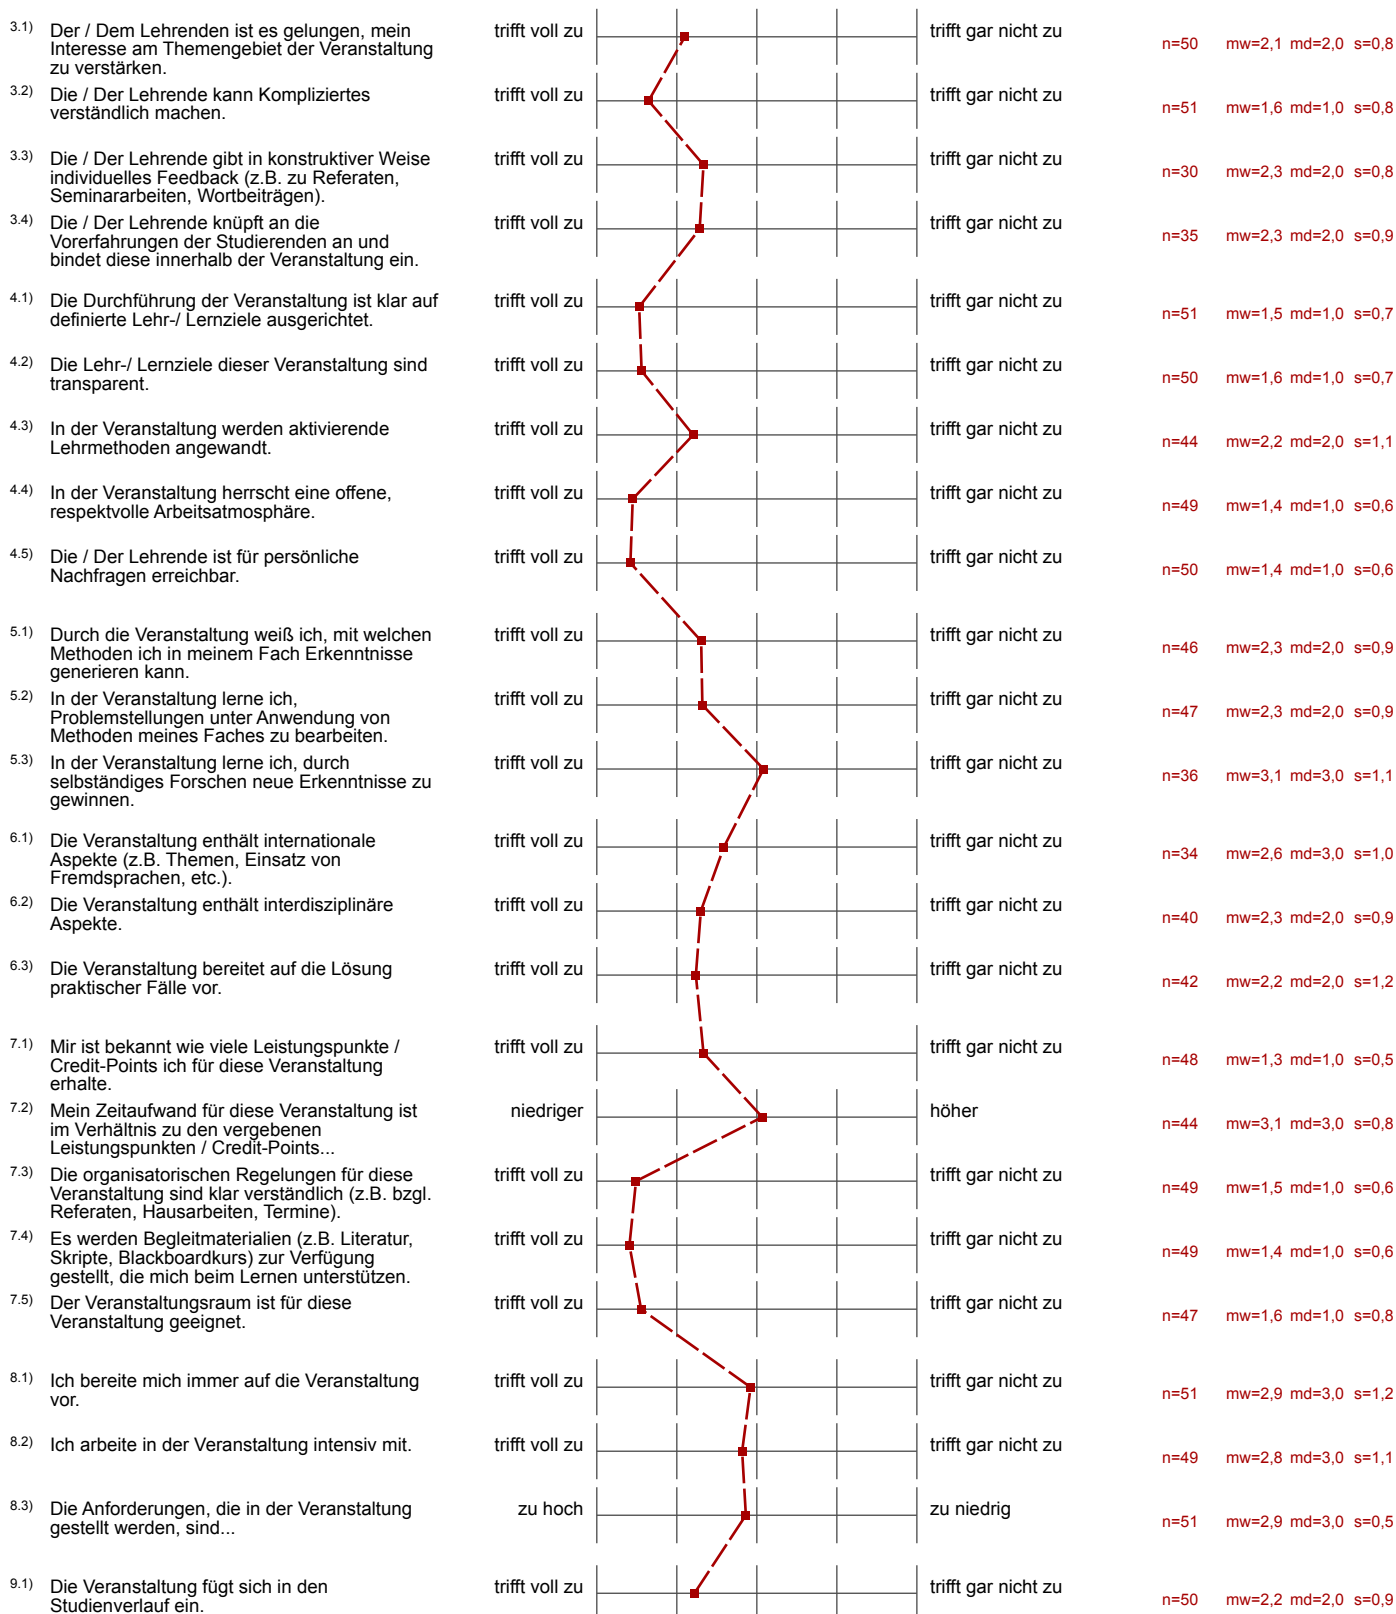 3.1) Der / Dem Lehrenden ist es gelungen, mein trifft voll zu trifft gar nicht zu
Interesse am Themengebiet der Veranstaltung n=50 mw=2,1 md=2,0 s=0,8
zu verstärken.
3.2) Die / Der Lehrende kann Kompliziertes trifft voll zu trifft gar nicht zu
verständlich machen. n=51 mw=1,6 md=1,0 s=0,8
3.3) Die / Der Lehrende gibt in konstruktiver Weise trifft voll zu trifft gar nicht zu
individuelles Feedback (z.B. zu Referaten, n=30 mw=2,3 md=2,0 s=0,8
Seminararbeiten, Wortbeiträgen).
3.4) Die / Der Lehrende knüpft an die trifft voll zu trifft gar nicht zu
Vorerfahrungen der Studierenden an und n=35 mw=2,3 md=2,0 s=0,9
bindet diese innerhalb der Veranstaltung ein.
4.1) Die Durchführung der Veranstaltung ist klar auf trifft voll zu trifft gar nicht zu
definierte Lehr-/ Lernziele ausgerichtet. n=51 mw=1,5 md=1,0 s=0,7
4.2) Die Lehr-/ Lernziele dieser Veranstaltung sind trifft voll zu trifft gar nicht zu
transparent. n=50 mw=1,6 md=1,0 s=0,7
4.3) In der Veranstaltung werden aktivierende trifft voll zu trifft gar nicht zu
Lehrmethoden angewandt. n=44 mw=2,2 md=2,0 s=1,1
4.4) In der Veranstaltung herrscht eine offene, trifft voll zu trifft gar nicht zu
respektvolle Arbeitsatmosphäre. n=49 mw=1,4 md=1,0 s=0,6
4.5) Die / Der Lehrende ist für persönliche trifft voll zu trifft gar nicht zu
Nachfragen erreichbar. n=50 mw=1,4 md=1,0 s=0,6
5.1) Durch die Veranstaltung weiß ich, mit welchen trifft voll zu trifft gar nicht zu
Methoden ich in meinem Fach Erkenntnisse n=46 mw=2,3 md=2,0 s=0,9
generieren kann.
5.2) In der Veranstaltung lerne ich, trifft voll zu trifft gar nicht zu
Problemstellungen unter Anwendung von n=47 mw=2,3 md=2,0 s=0,9
Methoden meines Faches zu bearbeiten.
5.3) In der Veranstaltung lerne ich, durch trifft voll zu trifft gar nicht zu
selbständiges Forschen neue Erkenntnisse zu n=36 mw=3,1 md=3,0 s=1,1
gewinnen.
6.1) Die Veranstaltung enthält internationale trifft voll zu trifft gar nicht zu
Aspekte (z.B. Themen, Einsatz von n=34 mw=2,6 md=3,0 s=1,0
Fremdsprachen, etc.).
6.2) Die Veranstaltung enthält interdisziplinäre trifft voll zu trifft gar nicht zu
Aspekte. n=40 mw=2,3 md=2,0 s=0,9
6.3) Die Veranstaltung bereitet auf die Lösung trifft voll zu trifft gar nicht zu
praktischer Fälle vor. n=42 mw=2,2 md=2,0 s=1,2
7.1) Mir ist bekannt wie viele Leistungspunkte / trifft voll zu trifft gar nicht zu
Credit-Points ich für diese Veranstaltung n=48 mw=1,3 md=1,0 s=0,5
erhalte.
7.2) Mein Zeitaufwand für diese Veranstaltung ist niedriger höher
im Verhältnis zu den vergebenen n=44 mw=3,1 md=3,0 s=0,8
Leistungspunkten / Credit-Points...
7.3) Die organisatorischen Regelungen für diese trifft voll zu trifft gar nicht zu
Veranstaltung sind klar verständlich (z.B. bzgl. n=49 mw=1,5 md=1,0 s=0,6
Referaten, Hausarbeiten, Termine).
7.4) Es werden Begleitmaterialien (z.B. Literatur, trifft voll zu trifft gar nicht zu
Skripte, Blackboardkurs) zur Verfügung n=49 mw=1,4 md=1,0 s=0,6
gestellt, die mich beim Lernen unterstützen.
7.5) Der Veranstaltungsraum ist für diese trifft voll zu trifft gar nicht zu
Veranstaltung geeignet. n=47 mw=1,6 md=1,0 s=0,8
8.1) Ich bereite mich immer auf die Veranstaltung trifft voll zu trifft gar nicht zu
vor. n=51 mw=2,9 md=3,0 s=1,2
8.2) Ich arbeite in der Veranstaltung intensiv mit. trifft voll zu trifft gar nicht zu
n=49 mw=2,8 md=3,0 s=1,1
8.3) Die Anforderungen, die in der Veranstaltung zu hoch zu niedrig
gestellt werden, sind... n=51 mw=2,9 md=3,0 s=0,5
9.1) Die Veranstaltung fügt sich in den trifft voll zu trifft gar nicht zu
Studienverlauf ein. n=50 mw=2,2 md=2,0 s=0,9